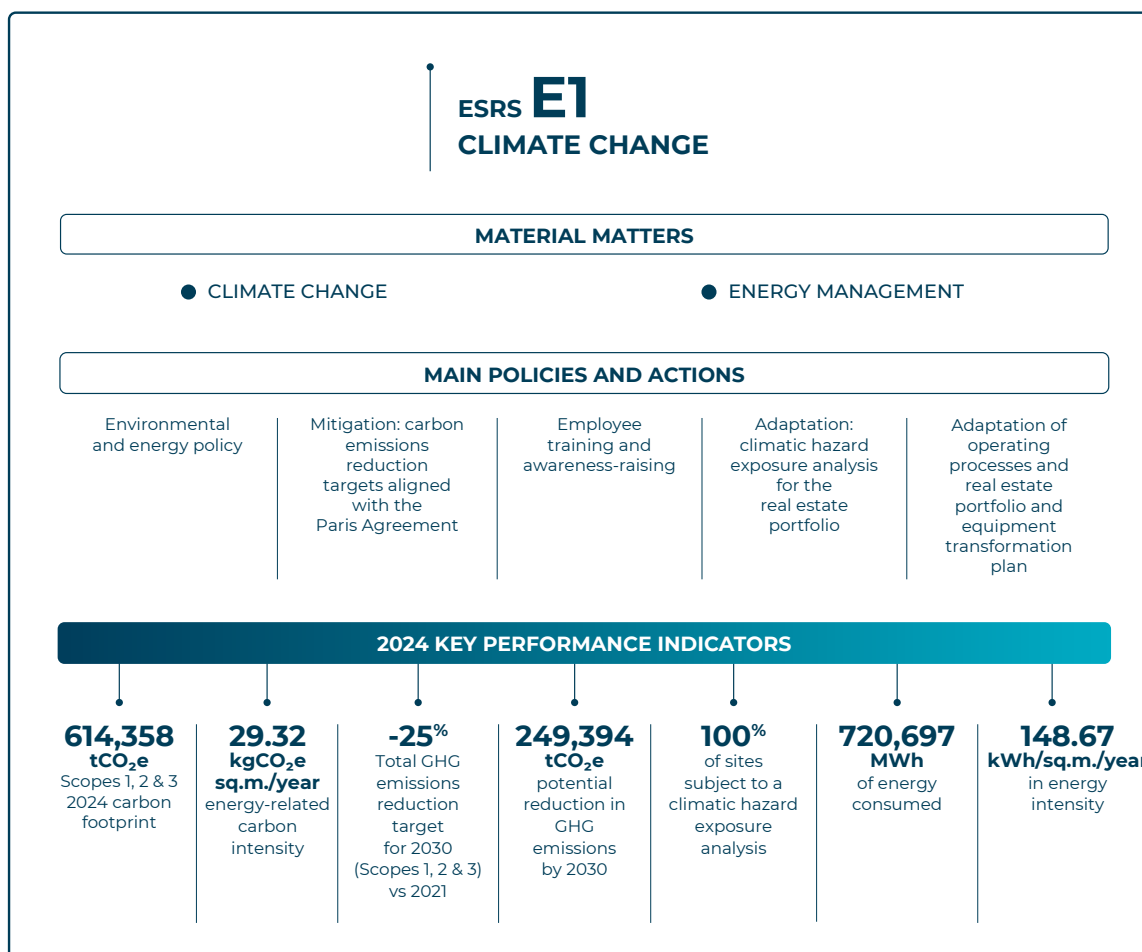 ESRS E1
CLIMATE CHANGE
MATERIAL MATTERS
CLIMATE CHANGE
ENERGY MANAGEMENT
MAIN POLICIES AND ACTIONS
Environmental
and energy policy
Mitigation: carbon
emissions
reduction
targets aligned
with the
Paris Agreement
Employee
training and
awareness-raising
Adaptation:
climatic hazard
exposure analysis
for the
real estate
portfolio
Adaptation of
operating
processes and
real estate
portfolio and
equipment
transformation
plan
2024 KEY PERFORMANCE INDICATORS
614,358
tCO₂e
Scopes 1, 2 & 3
2024 carbon
footprint
29.32
kgCO₂e
sq.m./year
energy-related
carbon
intensity
-25%
Total GHG
emissions
reduction
target
for 2030
(Scopes 1, 2 & 3)
vs 2021
249,394
tCO₂e
potential
reduction in
GHG
emissions
by 2030
100%
of sites
subject to a
climatic hazard
exposure
analysis
720,697
MWh
of energy
consumed
148.67
kWh/sq.m./year
in energy
intensity